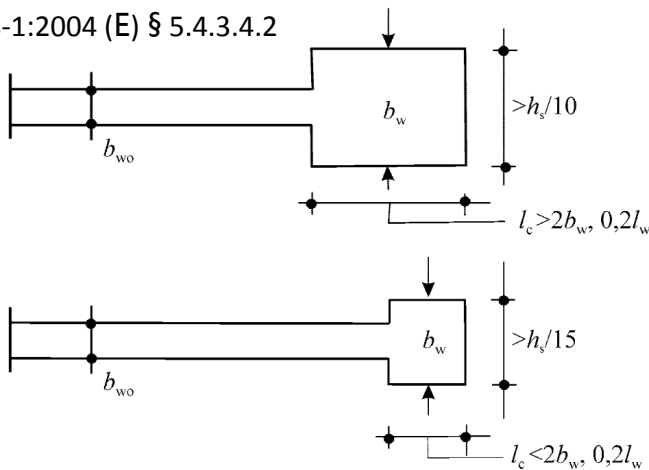 -1:2004 (E) § 5.4.3.4.2
b_w
>h_s/10
b_wo
l_c>2b_w, 0,2l_w
b_w
>h_s/15
b_wo
l_c<2b_w, 0,2l_w